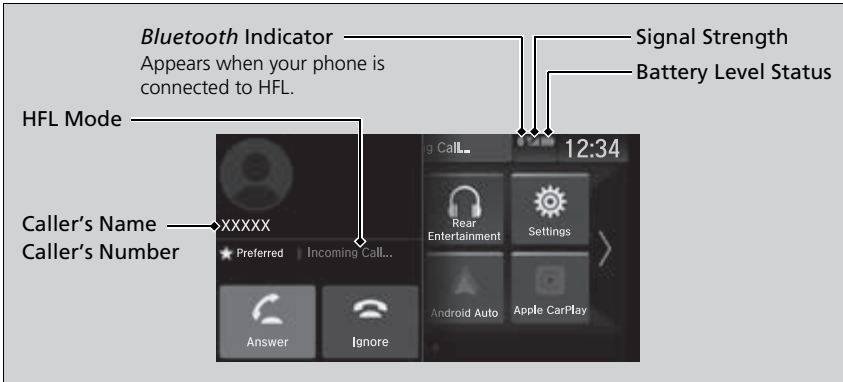 Bluetooth Indicator
Appears when your phone is
connected to HFL.
Signal Strength
Battery Level Status
HFL Mode
Caller's Name
Caller's Number
g Call...
12:34
XXXXX
Preferred
Incoming Call...
Answer
Ignore
Rear
Entertainment
Settings
Android Auto
Apple CarPlay